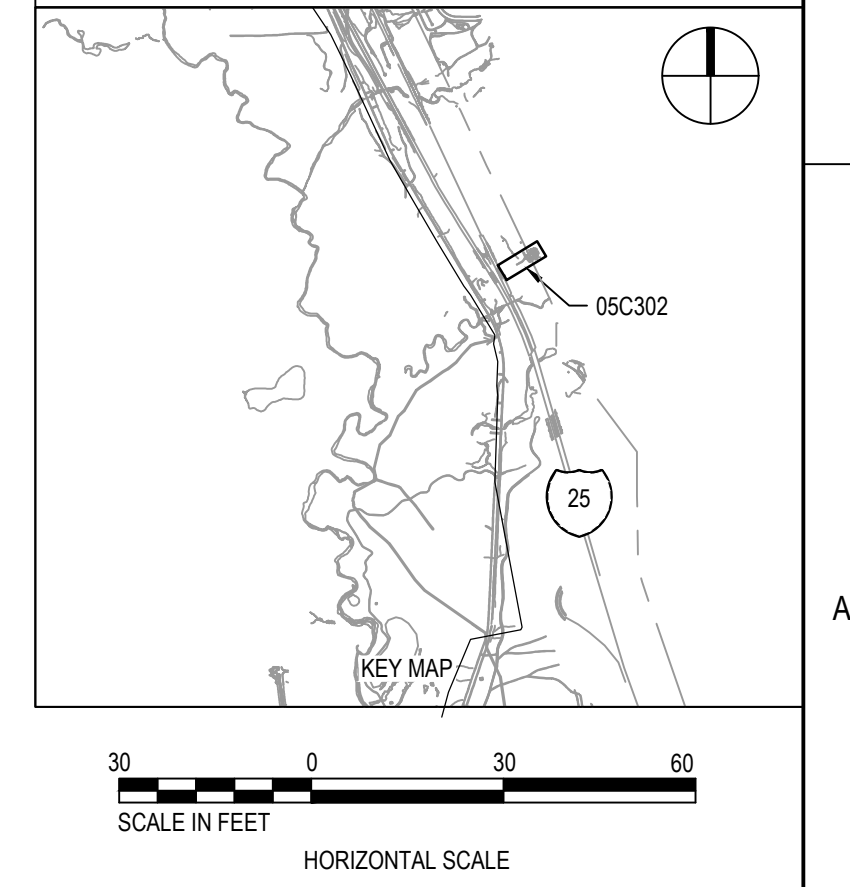 05C302
25
A
KEY MAP
30 0 30 60
SCALE IN FEET
HORIZONTAL SCALE